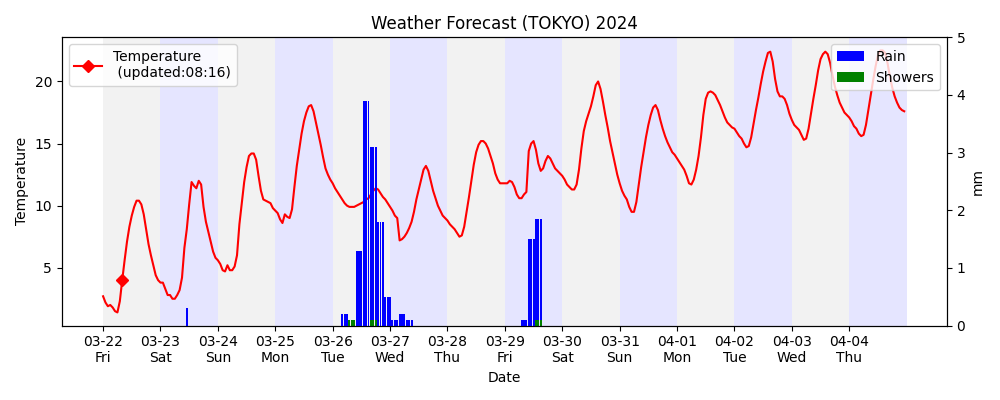 Weather Forecast (TOKYO) 2024
Temperature
(updated:08:16)
Rain
Showers
Temperature
20
15
10
5
5
4
3
2
1
0
mm
03-22 03-23 03-24 03-25 03-26 03-27 03-28 03-29 03-30 03-31 04-01 04-02 04-03 04-04
Fri Sat Sun Mon Tue Wed Thu Fri Sat Sun Mon Tue Wed Thu
Date